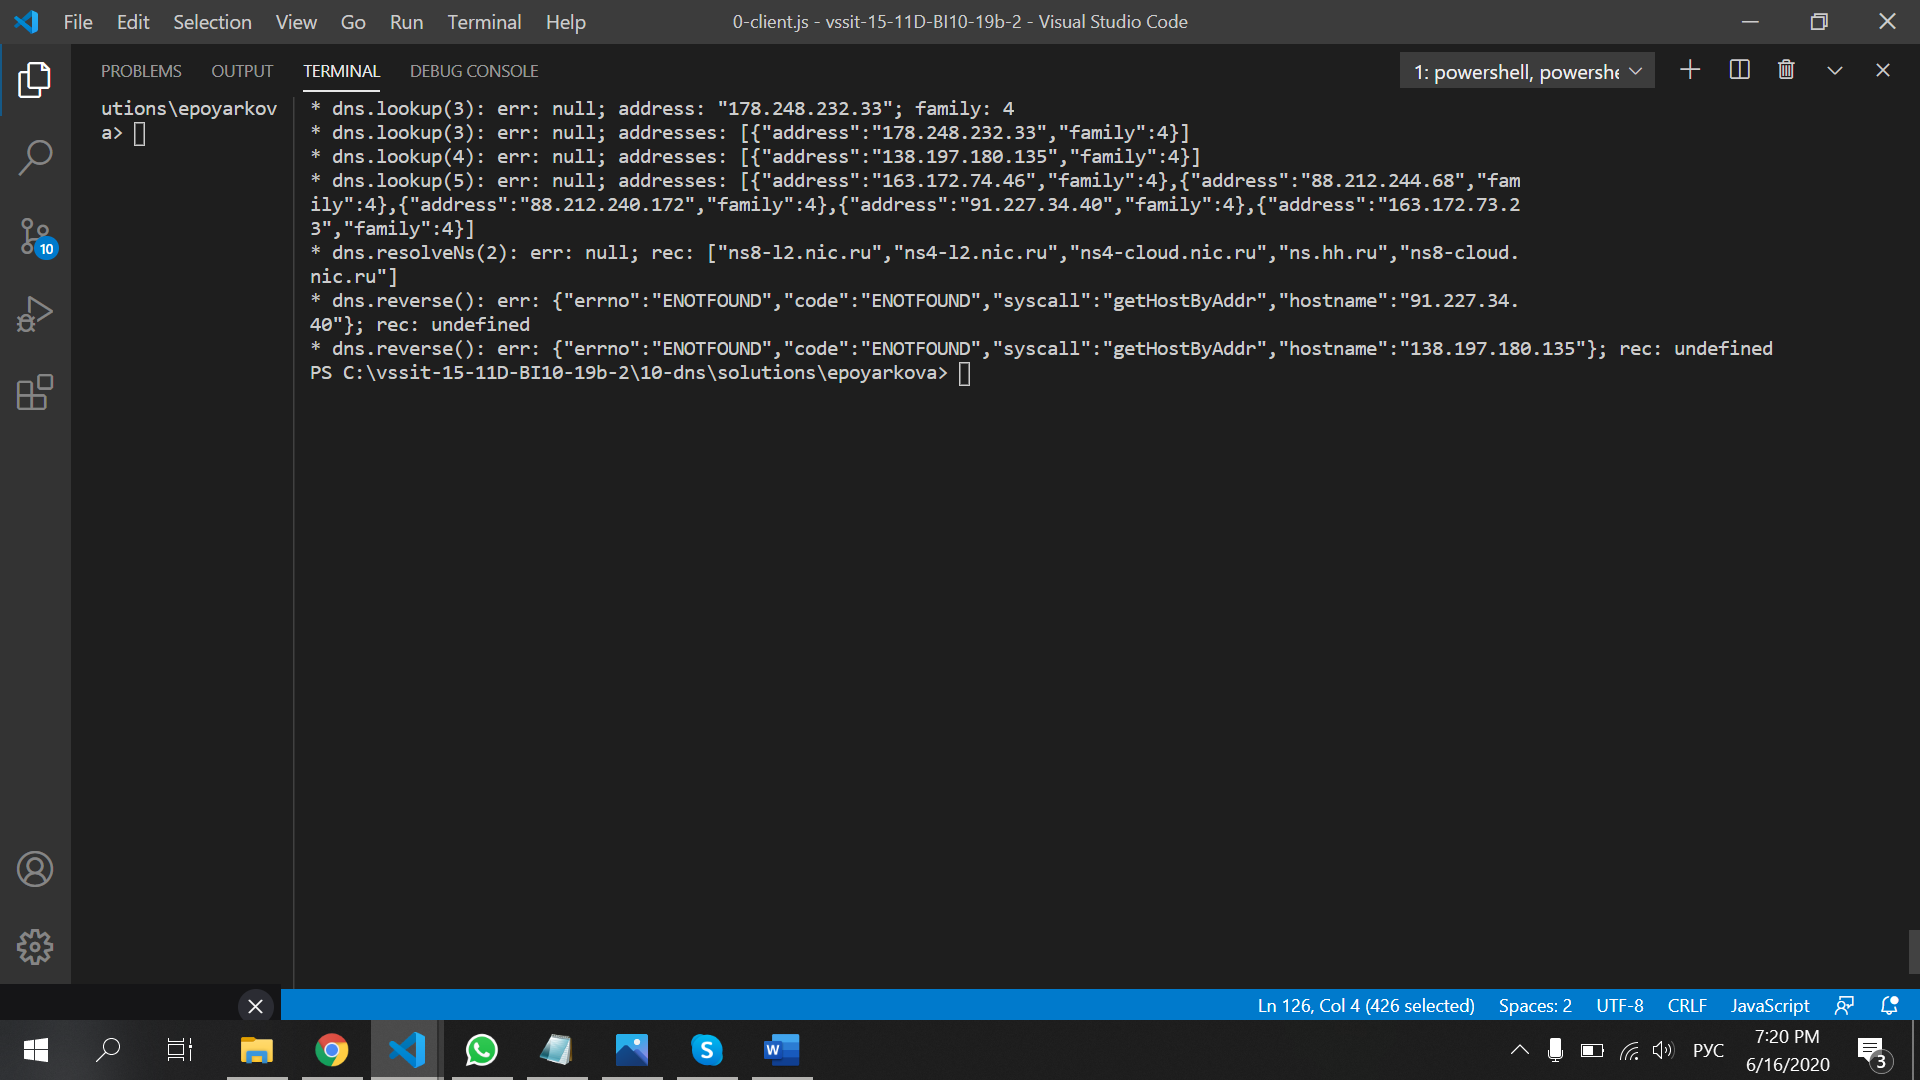 File Edit Selection View Go Run Terminal Help
0-client.js - vssit-15-11D-BI10-19b-2 - Visual Studio Code
PROBLEMS OUTPUT TERMINAL DEBUG CONSOLE
1: powershell, powershe
utions\epoyarkov
a>
* dns.lookup(3): err: null; address: "178.248.232.33"; family: 4
* dns.lookup(3): err: null; addresses: [{"address":"178.248.232.33","family":4}]
* dns.lookup(4): err: null; addresses: [{"address":"138.197.180.135","family":4}]
* dns.lookup(5): err: null; addresses: [{"address":"163.172.74.46","family":4},{"address":"88.212.244.68","fam
ily":4},{"address":"88.212.240.172","family":4},{"address":"91.227.34.40","family":4},{"address":"163.172.73.2
3","family":4}]
* dns.resolveNs(2): err: null; rec: ["ns8-l2.nic.ru","ns4-l2.nic.ru","ns4-cloud.nic.ru","ns.hh.ru","ns8-cloud.
nic.ru"]
* dns.reverse(): err: {"errno":"ENOTFOUND","code":"ENOTFOUND","syscall":"getHostByAddr","hostname":"91.227.34.
40"}; rec: undefined
* dns.reverse(): err: {"errno":"ENOTFOUND","code":"ENOTFOUND","syscall":"getHostByAddr","hostname":"138.197.180.135"}; rec: undefined
PS C:\vssit-15-11D-BI10-19b-2\10-dns\solutions\epoyarkova>
10
Ln 126, Col 4 (426 selected) Spaces: 2 UTF-8 CRLF JavaScript
S
W
РУС
7:20 PM
6/16/2020
3